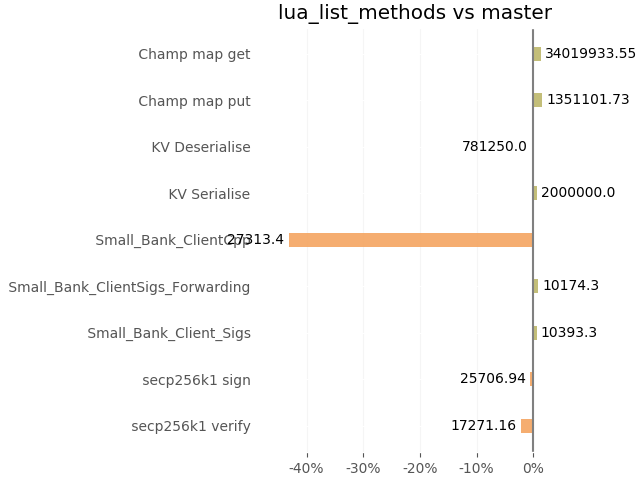 lua_list_methods vs master
Champ map get 34019933.55
Champ map put 1351101.73
KV Deserialise 781250.0
KV Serialise 2000000.0
Small_Bank_ClientCpp 27313.4
Small_Bank_ClientSigs_Forwarding 10174.3
Small_Bank_Client_Sigs 10393.3
secp256k1 sign 25706.94
secp256k1 verify 17271.16
-40% -30% -20% -10% 0%